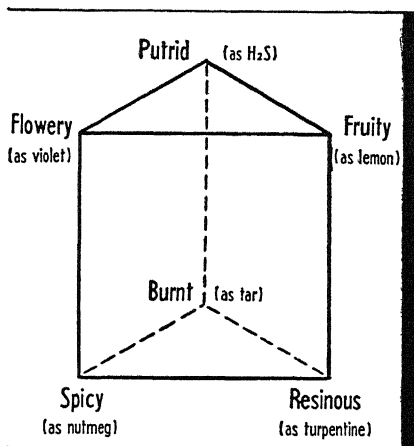 Putrid (as H₂S)
Flowery
(as violet)
Fruity
(as lemon)
Burnt (as tar)
Spicy
(as nutmeg)
Resinous
(as turpentine)